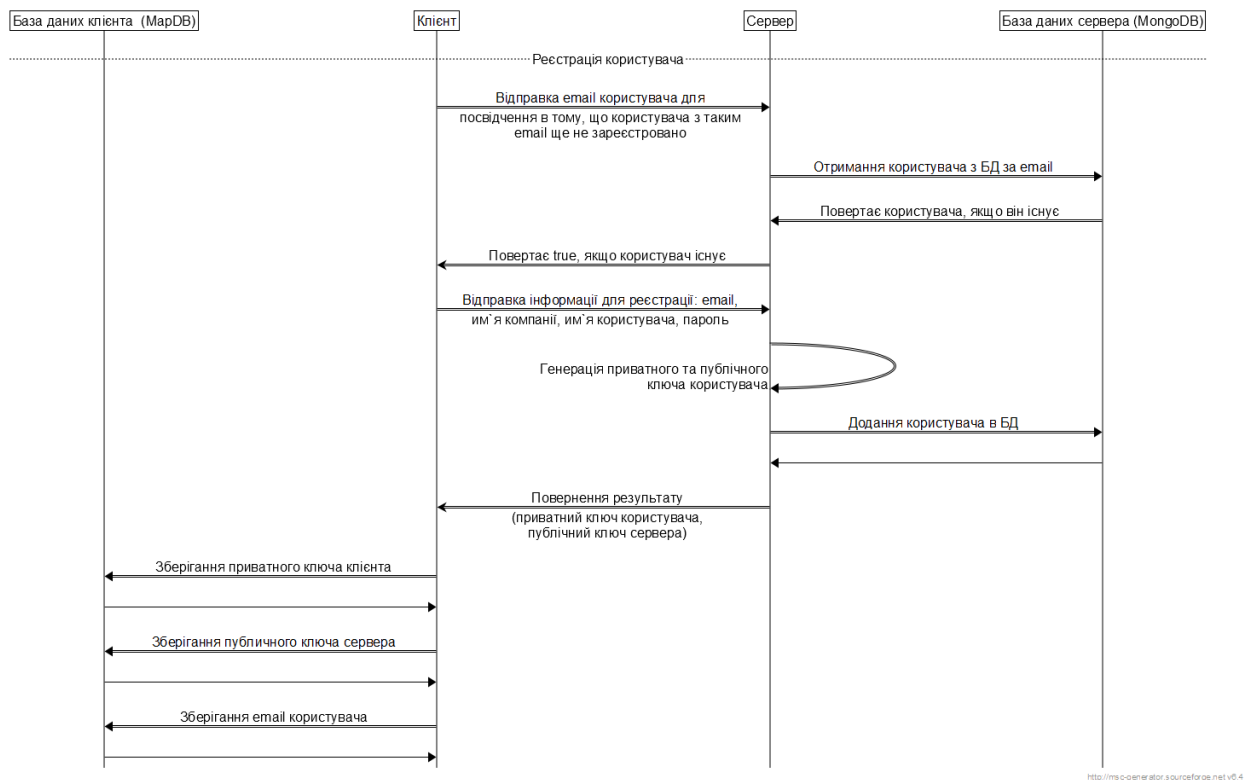 База даних клієнта (MapDB)
Клієнт
Сервер
База даних сервера (MongoDB)
Реєстрація користувача
Відправка email користувача для
посвідчення в тому, що користувача з таким
email ще не зареєстровано
Отримання користувача з БД за email
Повертає користувача, якщо він існує
Повертає true, якщо користувач існує
Відправка інформації для реєстрації: email,
им`я компанії, им`я користувача, пароль
Генерація приватного та публічного
ключа користувача
Додання користувача в БД
Повернення результату
(приватний ключ користувача,
публічний ключ сервера)
Зберігання приватного ключа клієнта
Зберігання публичного ключа сервера
Зберігання email користувача
http://msc-generator.sourceforge.net v6.4